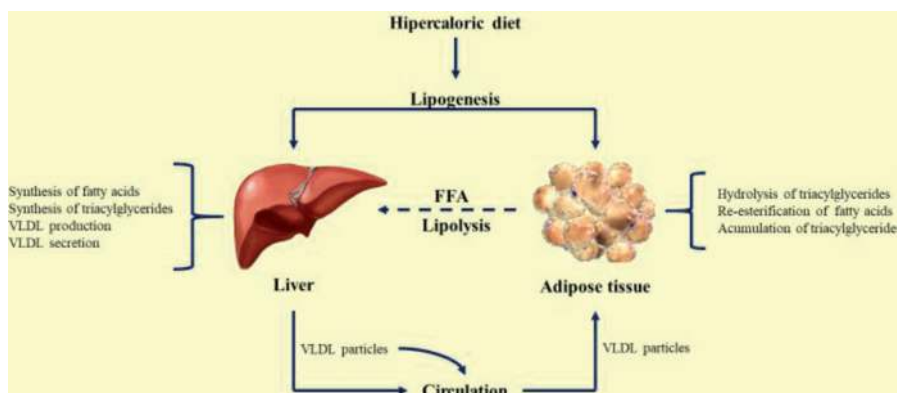 Hipercaloric diet
Lipogenesis
Synthesis of fatty acids
Synthesis of triacylglycerides
VLDL production
VLDL secretion
FFA
Lipolysis
Hydrolysis of triacylglycerides
Re-esterification of fatty acids
Acumulation of triacylglyceride
Liver
Adipose tissue
VLDL particles
VLDL particles
Circulation